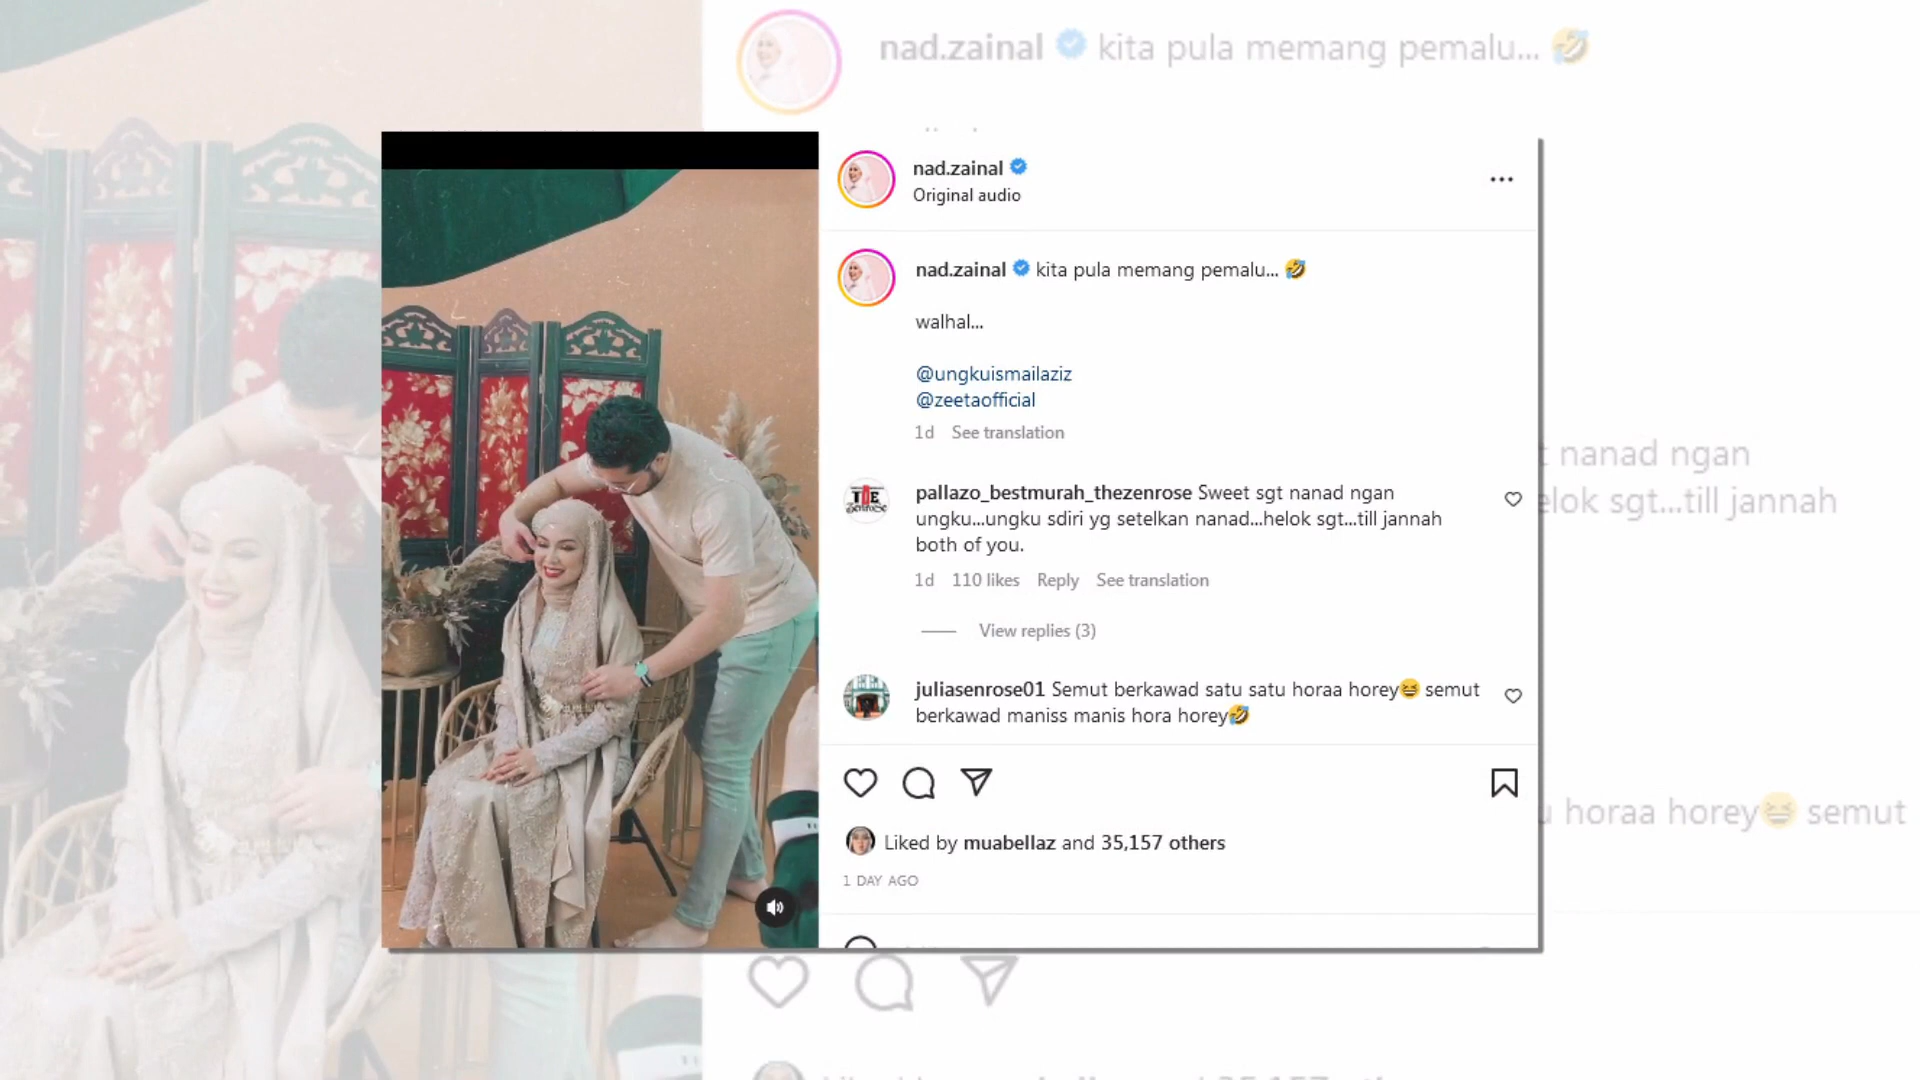 nad.zainal kita pula memang pemalu... 🤣
nad.zainal
Original audio
nad.zainal kita pula memang pemalu... 🤣
walhal...
@ungkuismailaziz
@zeetaofficial
1d See translation
t nanad ngan
elok sgt...till jannah
pallazo_bestmurah_thezenrose Sweet sgt nanad ngan
ungku...ungku sdiri yg setelkan nanad...helok sgt...till jannah
both of you.
1d 110 likes Reply See translation
View replies (3)
juliasenrose01 Semut berkawad satu satu horaa horey😆 semut
berkawad maniss manis hora horey🤣
u horaa horey😆 semut
Liked by muabellaz and 35,157 others
1 DAY AGO